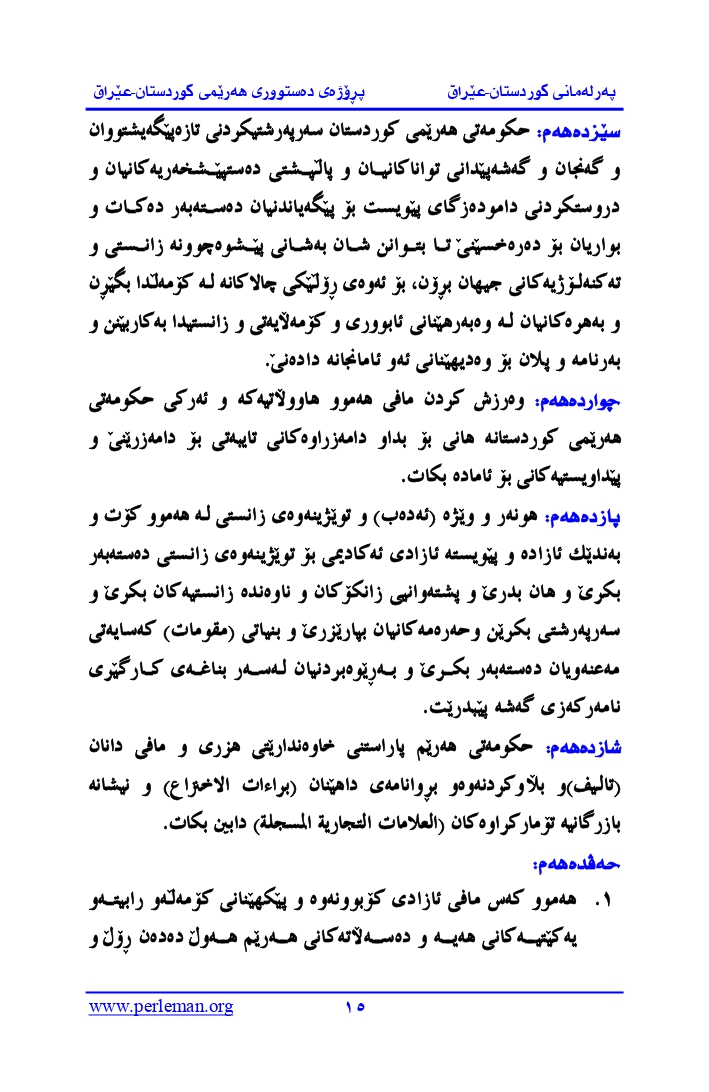 پەرلەمانی کوردستان-عێراق پرۆژەی دەستووری هەرێمی کوردستان-عێراق
سێزدەهەم: حکومەتی هەرێمی کوردستان سەرپەرشتیکردنی تازەپێگەیشتووان
و گەنجان و گەشەپێدانی تواناکانیان و پاڵپشتی دەستپێشخەریەکانیان و
دروستکردنی داموودەزگای پێویست بۆ پێگەیاندنیان دەستەبەر دەکات و
بواریان بۆ دەرەخسێنێ تا بتوانن شان بەشانی پێشوەچوونە زانستی و
تەکنەلۆژیەکانی جیهان بڕۆن، بۆ ئەوەی ڕۆڵێکی چالاکانە لە کۆمەڵدا بگێڕن
و بەهرەکانیان لە وەبەرهێنانی ئابووری و کۆمەڵایەتی و زانستیدا بەکاربێنن و
بەرنامە و پلان بۆ وەدیهێنانی ئەو ئامانجانە دادەنێ.
چواردەهەم: وەرزش کردن مافی هەموو هاووڵاتیەکە و ئەرکی حکومەتی
هەرێمی کوردستانە هانی بۆ بداو دامەزراوەکانی تایبەتی بۆ دامەزرێنێ و
پێداویستیەکانی بۆ ئامادە بکات.
پازدەهەم: هونەر و وێژە (ئەدەب) و توێژینەوەی زانستی لە هەموو کۆت و
بەندێك ئازادە و پێویستە ئازادی ئەکادیمی بۆ توێژینەوەی زانستی دەستەبەر
بکرێ و هان بدرێ و پشتەوانیی زانکۆکان و ناوەندە زانستیەکان بکرێ و
سەرپەرشتی بکرێن وحەرەمەکانیان بپارێزرێ و بنیاتی (مقومات) کەسایەتی
مەعنەویان دەستەبەر بکرێ و بەڕێوەبردنیان لەسەر بناغەی کارگێڕی
نامەرکەزی گەشە پێبدرێت.
شازدەهەم: حکومەتی هەرێم پاراستنی خاوەندارێتی هزری و مافی دانان
(تالیف)و بڵاوکردنەوەو بڕوانامەی داهێنان (براءات الاختراع) و نیشانە
بازرگانیە تۆمارکراوەکان (العلامات التجارية المسجلة) دابین بکات.
حەڤدەهەم:
١. هەموو کەس مافی ئازادی کۆبوونەوە و پێکهێنانی کۆمەڵەو رابیتەو
یەکێتیەکانی هەیە و دەسەڵاتەکانی هەرێم هەوڵ دەدەن ڕۆڵ و
www.perleman.org ١٥